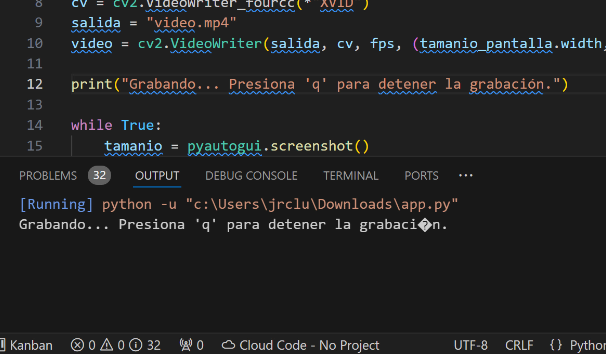 8 cv = cv2.VideoWriter_fourcc(*"XVID")
9 salida = "video.mp4"
10 video = cv2.VideoWriter(salida, cv, fps, (tamanio_pantalla.width,
11
12 print("Grabando... Presiona 'q' para detener la grabación.")
13
14 while True:
15 tamanio = pyautogui.screenshot()
PROBLEMS 32 OUTPUT DEBUG CONSOLE TERMINAL PORTS ...
[Running] python -u "c:\Users\jrclu\Downloads\app.py"
Grabando... Presiona 'q' para detener la grabaci�n.
Kanban 0 0 32 0 Cloud Code - No Project UTF-8 CRLF {} Python